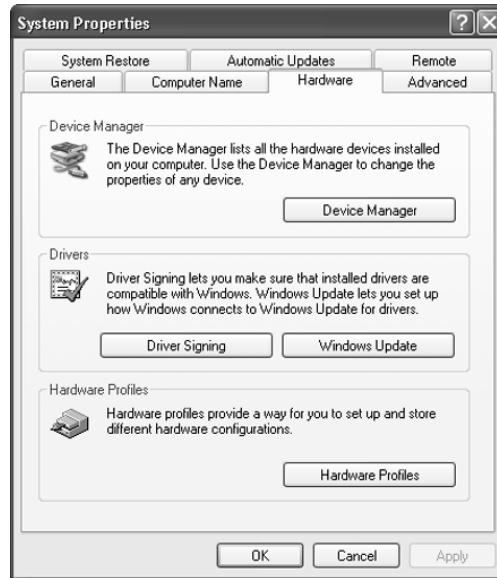 System Properties
System Restore Automatic Updates Remote
General Computer Name Hardware Advanced
Device Manager
The Device Manager lists all the hardware devices installed
on your computer. Use the Device Manager to change the
properties of any device.
Device Manager
Drivers
Driver Signing lets you make sure that installed drivers are
compatible with Windows. Windows Update lets you set up
how Windows connects to Windows Update for drivers.
Driver Signing Windows Update
Hardware Profiles
Hardware profiles provide a way for you to set up and store
different hardware configurations.
Hardware Profiles
OK Cancel Apply